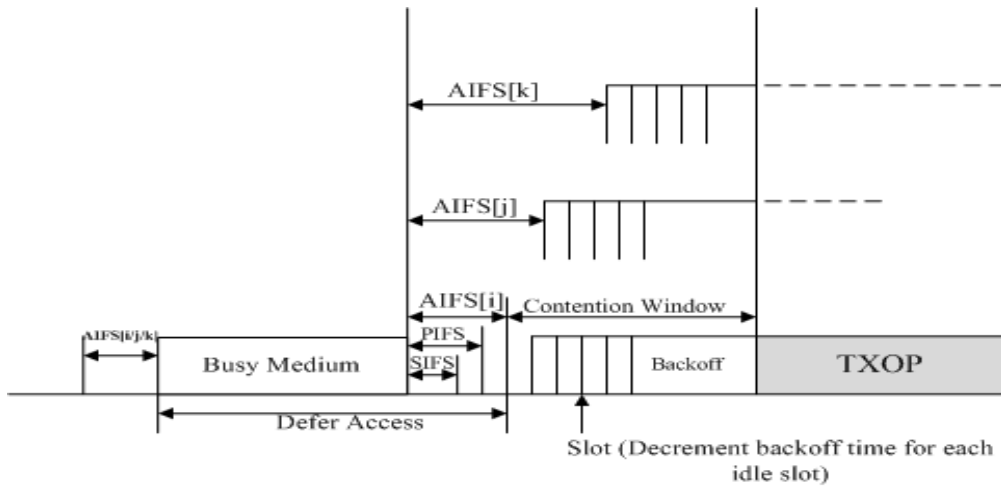 AIFS[k]
AIFS[j]
AIFS[i]
Contention Window
AIFS[i/j/k]
PIFS
Busy Medium
SIFS
Backoff
TXOP
Defer Access
Slot (Decrement backoff time for each
idle slot)